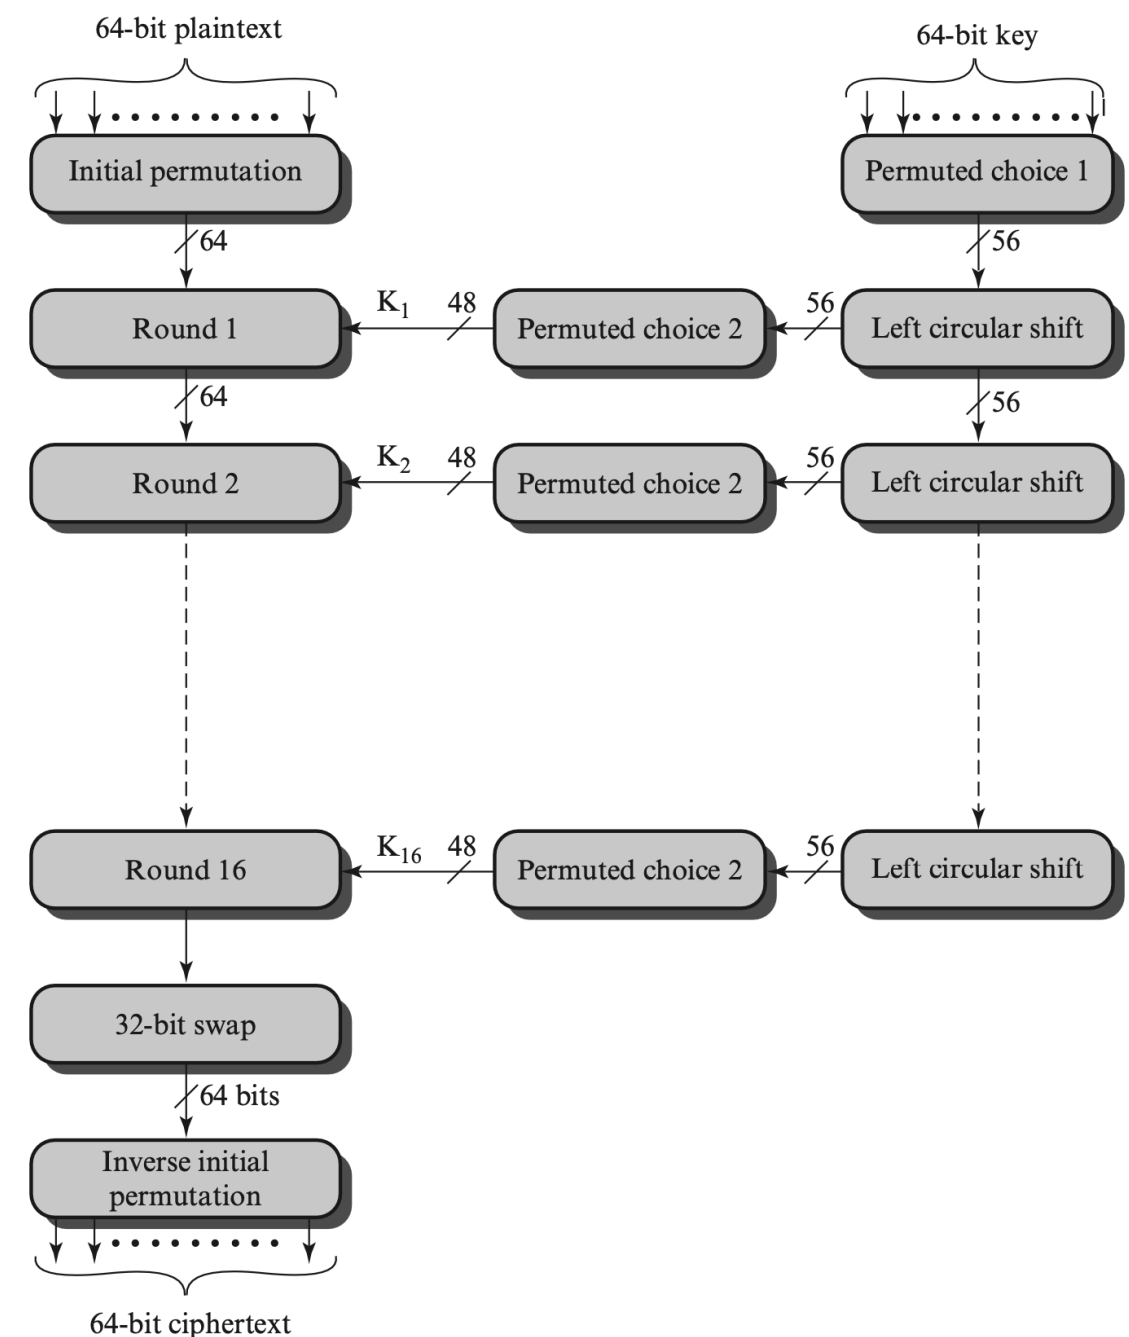 64-bit plaintext
64-bit key
Initial permutation
Permuted choice 1
64
56
Round 1
K1
48
Permuted choice 2
56
Left circular shift
64
56
Round 2
K2
48
Permuted choice 2
56
Left circular shift
Round 16
K16
48
Permuted choice 2
56
Left circular shift
32-bit swap
64 bits
Inverse initial
permutation
64-bit ciphertext